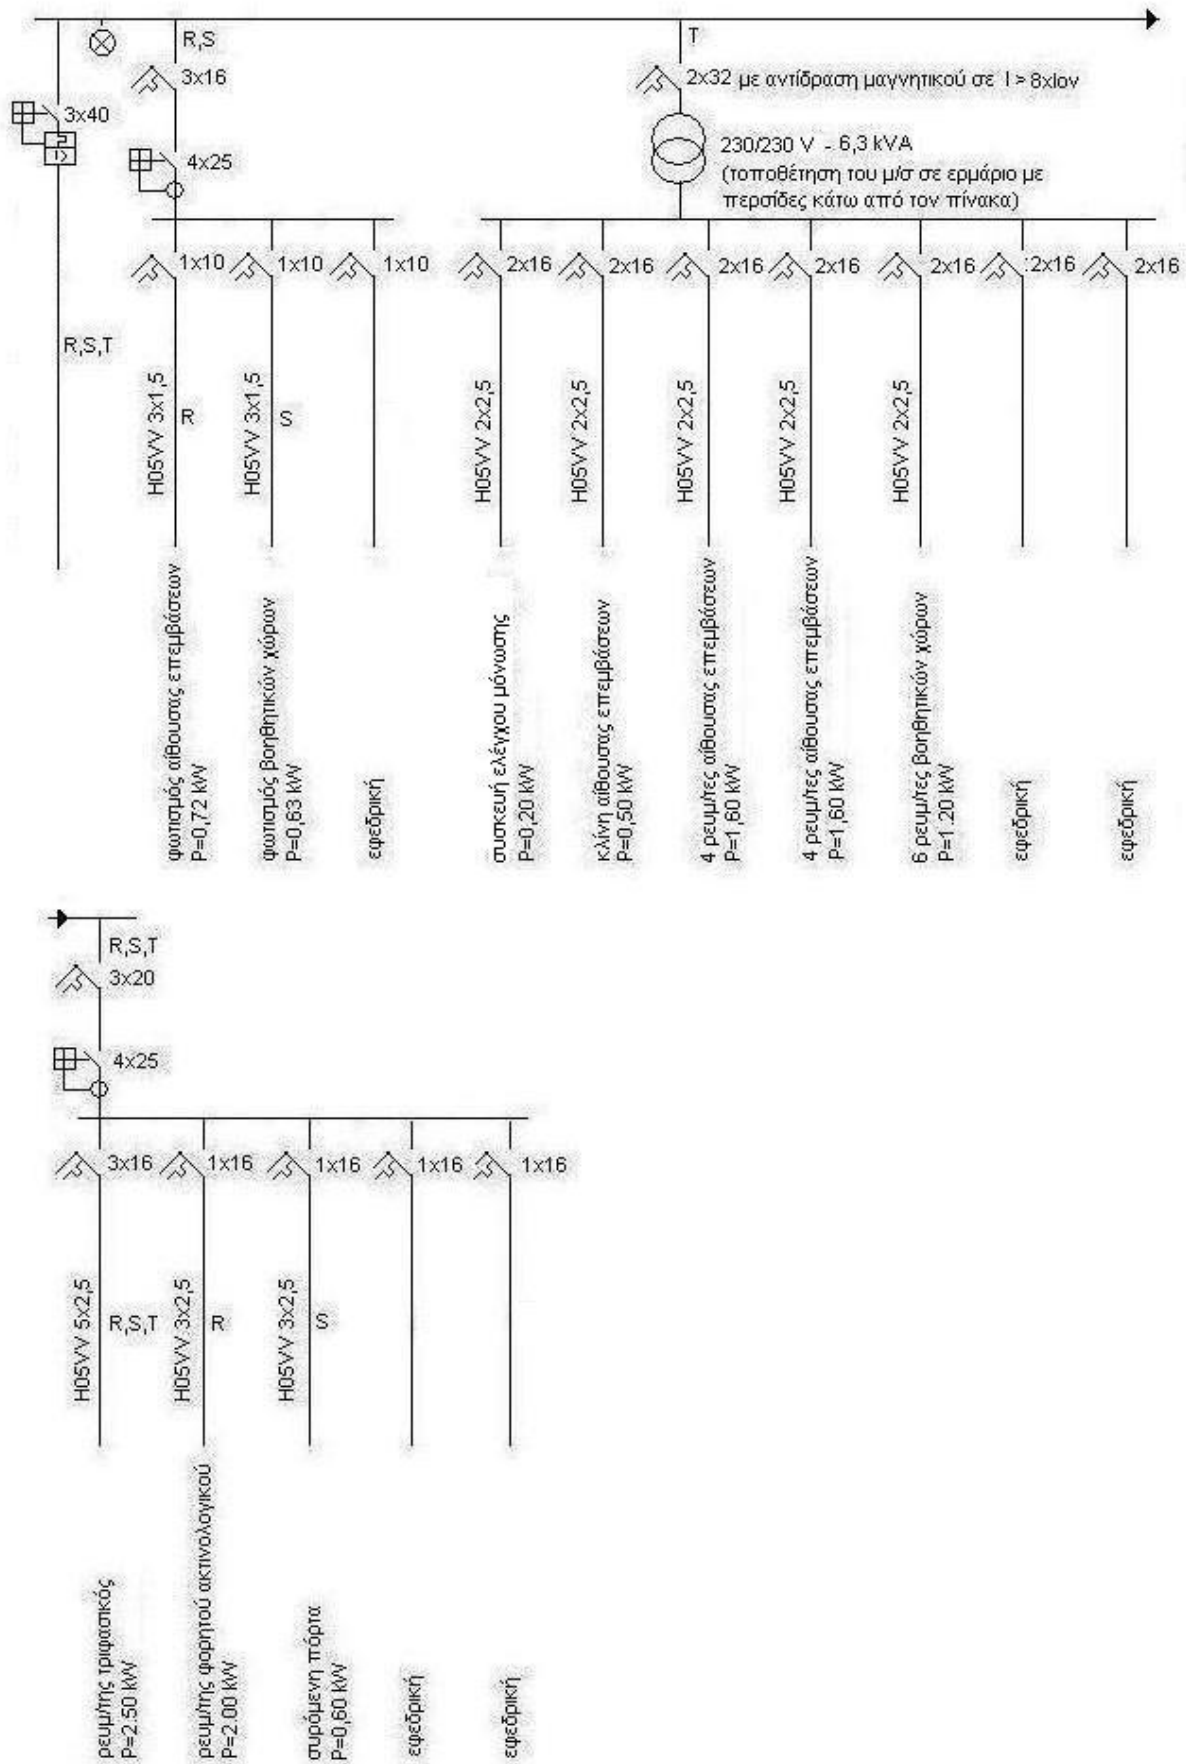 R,S
T
3x16
2x32 με αντίδραση μαγνητικού σε I > 8xIον
3x40
4x25
230/230 V - 6,3 kVA
(τοποθέτηση του μ/σ σε ερμάριο με
περσίδες κάτω από τον πίνακα)
1x10
1x10
1x10
2x16
2x16
2x16
2x16
2x16
2x16
2x16
R,S,T
H05VV 3x1,5
R
H05VV 3x1,5
S
H05VV 2x2,5
H05VV 2x2,5
H05VV 2x2,5
H05VV 2x2,5
H05VV 2x2,5
φωτισμός αίθουσας επεμβάσεων
P=0,72 kW
φωτισμός βοηθητικών χώρων
P=0,63 kW
εφεδρική
συσκευή ελέγχου μόνωσης
P=0,20 kW
κλίνη αίθουσας επεμβάσεων
P=0,50 kW
4 ρευμ/τες αίθουσας επεμβάσεων
P=1,60 kW
4 ρευμ/τες αίθουσας επεμβάσεων
P=1,60 kW
6 ρευμ/τες βοηθητικών χώρων
P=1.20 kW
εφεδρική
εφεδρική
R,S,T
3x20
4x25
3x16
1x16
1x16
1x16
1x16
H05VV 5x2,5
R,S,T
H05VV 3x2,5
R
H05VV 3x2,5
S
ρευμ/της τριφασικός
P=2.50 kW
ρευμ/της φορητού ακτινολογικού
P=2.00 kW
συρόμενη πόρτα
P=0,60 kW
εφεδρική
εφεδρική